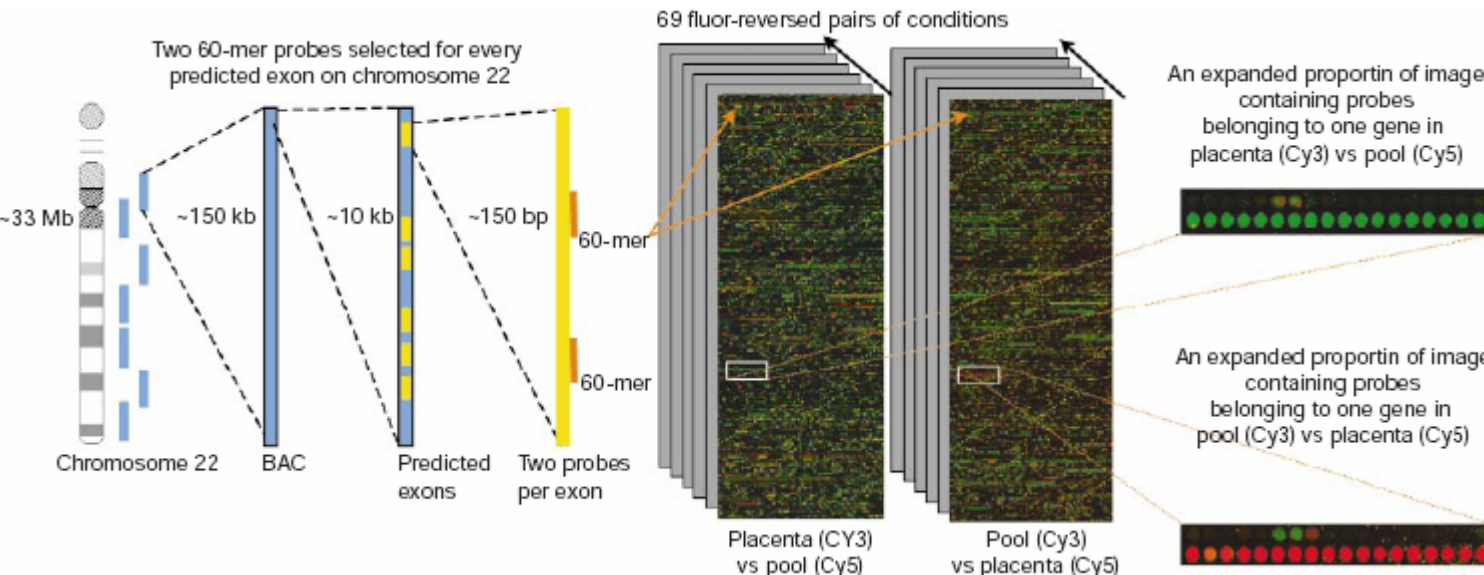 69 fluor-reversed pairs of conditions
Two 60-mer probes selected for every
predicted exon on chromosome 22
An expanded proportin of image
containing probes
belonging to one gene in
placenta (Cy3) vs pool (Cy5)
~33 Mb
~150 kb
~10 kb
~150 bp
60-mer
60-mer
An expanded proportin of image
containing probes
belonging to one gene in
pool (Cy3) vs placenta (Cy5)
Chromosome 22
BAC
Predicted
exons
Two probes
per exon
Placenta (CY3)
vs pool (Cy5)
Pool (Cy3)
vs placenta (Cy5)